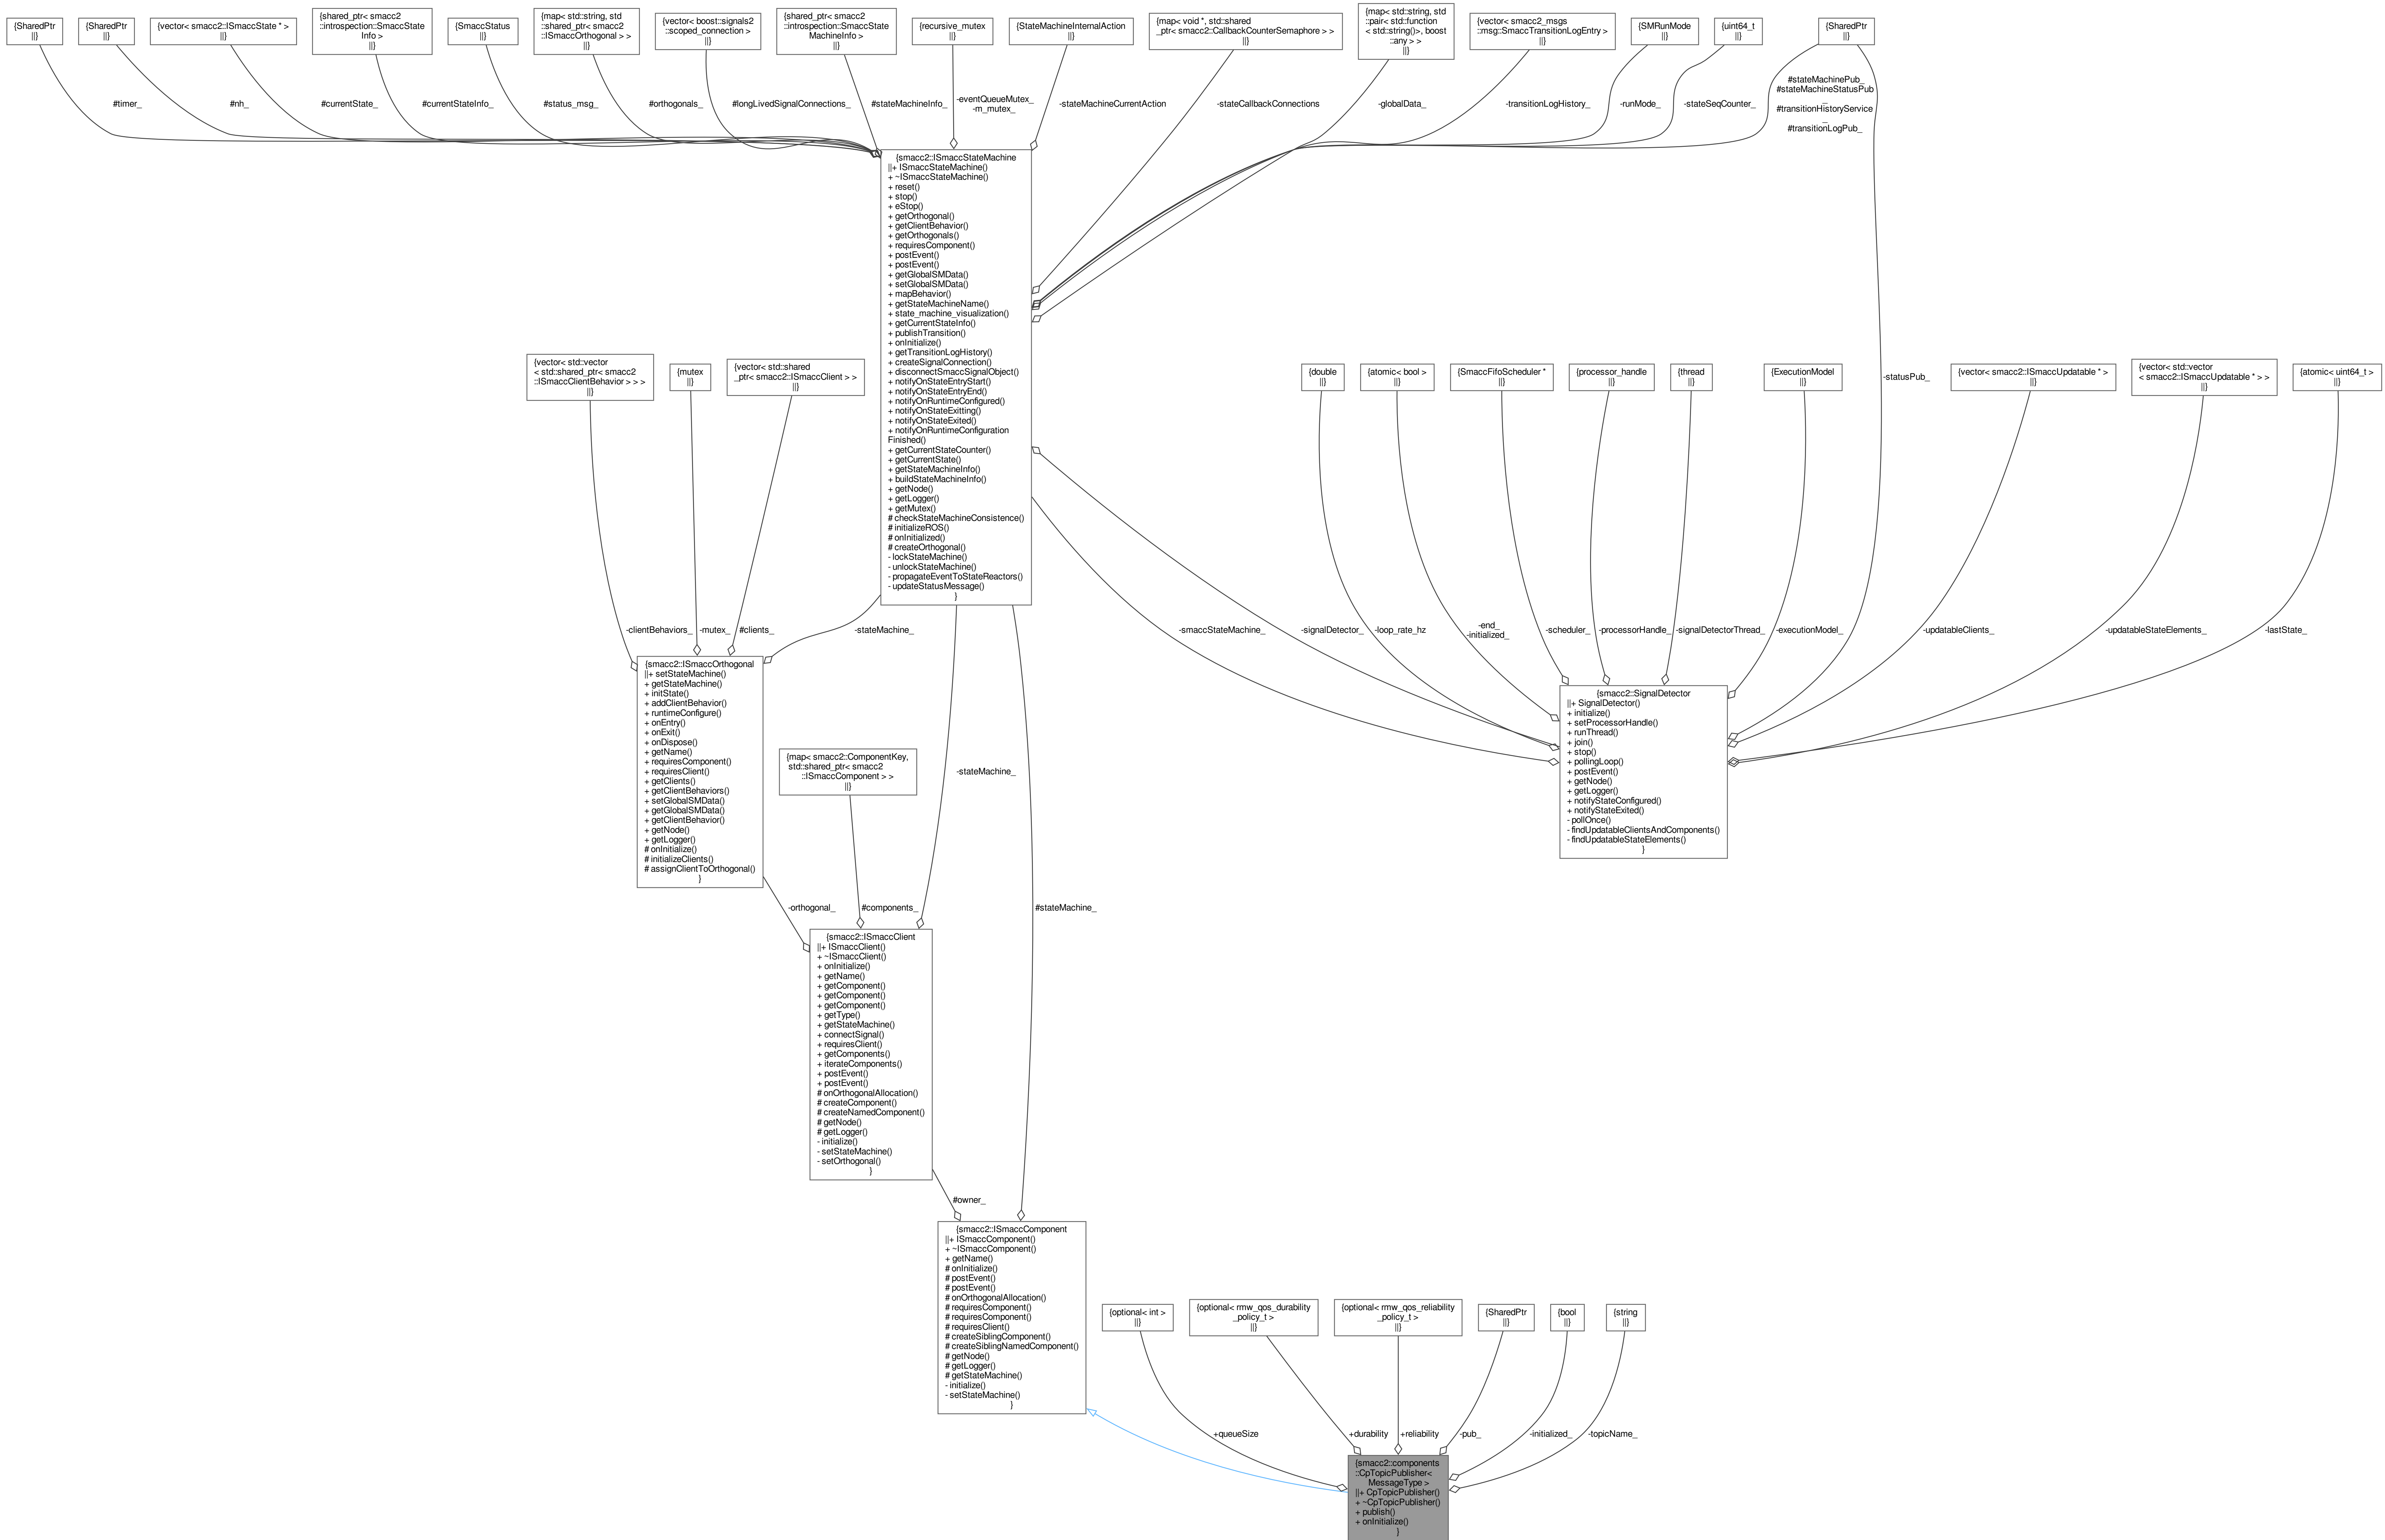 {SharedPtr
||}
{SharedPtr
||}
{vector< smacc2::ISmaccState * >
||}
{shared_ptr< smacc2
::introspection::SmaccState
Info >
||}
{SmaccStatus
||}
{map< std::string, std
::shared_ptr< smacc2
::ISmaccOrthogonal > >
||}
{vector< boost::signals2
::scoped_connection >
||}
{shared_ptr< smacc2
::introspection::SmaccState
MachineInfo >
||}
{recursive_mutex
||}
{StateMachineInternalAction
||}
{map< void *, std::shared
_ptr< smacc2::CallbackCounterSemaphore > >
||}
{map< std::string, std
::pair< std::function
< std::string()>, boost
::any > >
||}
{vector< smacc2_msgs
::msg::SmaccTransitionLogEntry >
||}
{SMRunMode
||}
{uint64_t
||}
{SharedPtr
||}
#timer_
#nh_
#currentState_
#currentStateInfo_
#status_msg_
#orthogonals_
#longLivedSignalConnections_
#stateMachineInfo_
-eventQueueMutex_
-m_mutex_
-stateMachineCurrentAction
-stateCallbackConnections
-globalData_
-transitionLogHistory_
-runMode_
-stateSeqCounter_
#stateMachinePub_
#stateMachineStatusPub
_
#transitionHistoryService
_
#transitionLogPub_
{smacc2::ISmaccStateMachine
||+ ISmaccStateMachine()
+ ~ISmaccStateMachine()
+ reset()
+ stop()
+ eStop()
+ getOrthogonal()
+ getClientBehavior()
+ getOrthogonals()
+ requiresComponent()
+ postEvent()
+ postEvent()
+ getGlobalSMData()
+ setGlobalSMData()
+ mapBehavior()
+ getStateMachineName()
+ state_machine_visualization()
+ getCurrentStateInfo()
+ publishTransition()
+ onInitialize()
+ getTransitionLogHistory()
+ createSignalConnection()
+ disconnectSmaccSignalObject()
+ notifyOnStateEntryStart()
+ notifyOnStateEntryEnd()
+ notifyOnRuntimeConfigured()
+ notifyOnStateExitting()
+ notifyOnStateExited()
+ notifyOnRuntimeConfiguration
Finished()
+ getCurrentStateCounter()
+ getCurrentState()
+ getStateMachineInfo()
+ buildStateMachineInfo()
+ getNode()
+ getLogger()
+ getMutex()
# checkStateMachineConsistence()
# initializeROS()
# onInitialized()
# createOrthogonal()
- lockStateMachine()
- unlockStateMachine()
- propagateEventToStateReactors()
- updateStatusMessage()
}
{vector< std::vector
< std::shared_ptr< smacc2
::ISmaccClientBehavior > > >
||}
{mutex
||}
{vector< std::shared
_ptr< smacc2::ISmaccClient > >
||}
{double
||}
{atomic< bool >
||}
{SmaccFifoScheduler *
||}
{processor_handle
||}
{thread
||}
{ExecutionModel
||}
-statusPub_
{vector< smacc2::ISmaccUpdatable * >
||}
{vector< std::vector
< smacc2::ISmaccUpdatable * > >
||}
{atomic< uint64_t >
||}
-clientBehaviors_
-mutex_
#clients_
-stateMachine_
-smaccStateMachine_
-signalDetector_
-loop_rate_hz
-end_
-initialized_
-scheduler_
-processorHandle_
-signalDetectorThread_
-executionModel_
-updatableClients_
-updatableStateElements_
-lastState_
{smacc2::ISmaccOrthogonal
||+ setStateMachine()
+ getStateMachine()
+ initState()
+ addClientBehavior()
+ runtimeConfigure()
+ onEntry()
+ onExit()
+ onDispose()
+ getName()
+ requiresComponent()
+ requiresClient()
+ getClients()
+ getClientBehaviors()
+ setGlobalSMData()
+ getGlobalSMData()
+ getClientBehavior()
+ getNode()
+ getLogger()
# onInitialize()
# initializeClients()
# assignClientToOrthogonal()
}
{smacc2::SignalDetector
||+ SignalDetector()
+ initialize()
+ setProcessorHandle()
+ runThread()
+ join()
+ stop()
+ pollingLoop()
+ postEvent()
+ getNode()
+ getLogger()
+ notifyStateConfigured()
+ notifyStateExited()
- pollOnce()
- findUpdatableClientsAndComponents()
- findUpdatableStateElements()
}
{map< smacc2::ComponentKey,
std::shared_ptr< smacc2
::ISmaccComponent > >
||}
-stateMachine_
-orthogonal_
#components_
#stateMachine_
{smacc2::ISmaccClient
||+ ISmaccClient()
+ ~ISmaccClient()
+ onInitialize()
+ getName()
+ getComponent()
+ getComponent()
+ getComponent()
+ getType()
+ getStateMachine()
+ connectSignal()
+ requiresClient()
+ getComponents()
+ iterateComponents()
+ postEvent()
+ postEvent()
# onOrthogonalAllocation()
# createComponent()
# createNamedComponent()
# getNode()
# getLogger()
- initialize()
- setStateMachine()
- setOrthogonal()
}
#owner_
{smacc2::ISmaccComponent
||+ ISmaccComponent()
+ ~ISmaccComponent()
+ getName()
# onInitialize()
# postEvent()
# postEvent()
# onOrthogonalAllocation()
# requiresComponent()
# requiresComponent()
# requiresClient()
# createSiblingComponent()
# createSiblingNamedComponent()
# getNode()
# getLogger()
# getStateMachine()
- initialize()
- setStateMachine()
}
{optional< int >
||}
{optional< rmw_qos_durability
_policy_t >
||}
{optional< rmw_qos_reliability
_policy_t >
||}
{SharedPtr
||}
{bool
||}
{string
||}
+queueSize
+durability
+reliability
-pub_
-initialized_
-topicName_
{smacc2::components
::CpTopicPublisher<
MessageType >
||+ CpTopicPublisher()
+ ~CpTopicPublisher()
+ publish()
+ onInitialize()
}